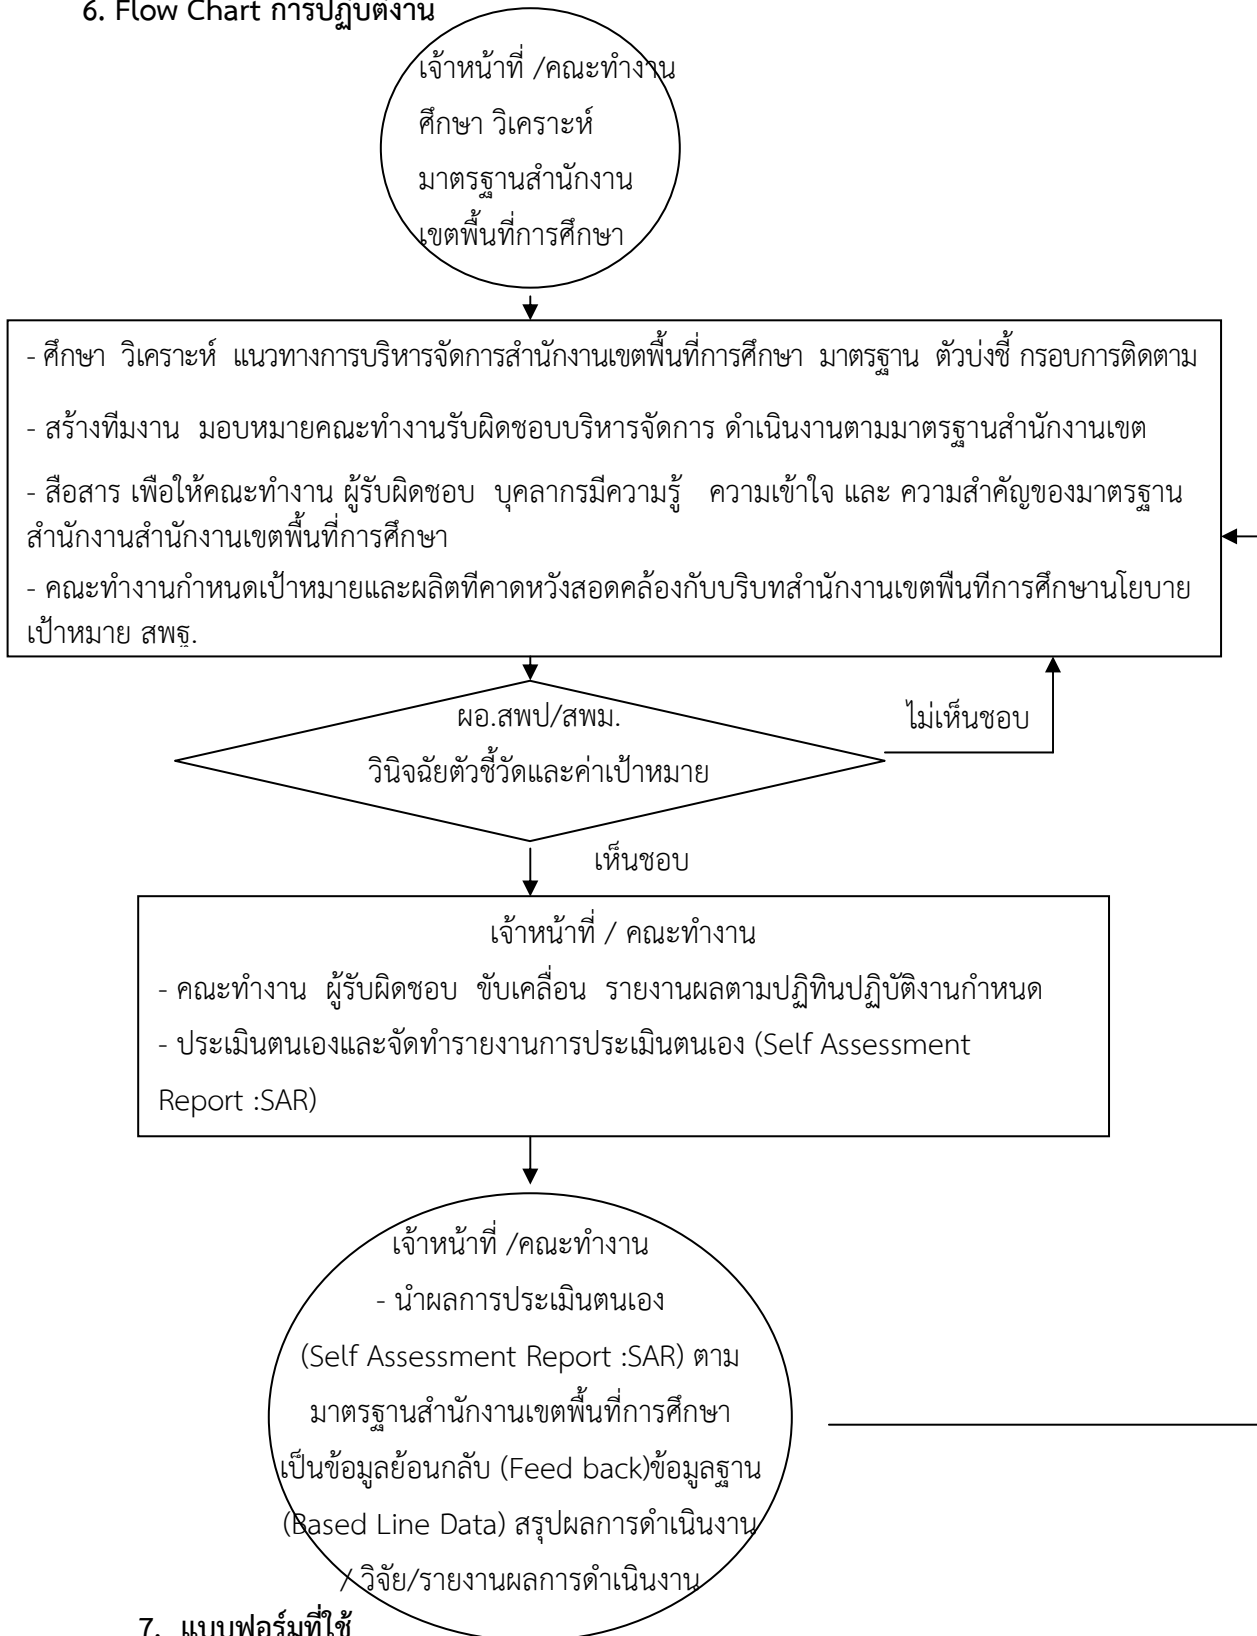 6. Flow Chart การปฏิบัติงาน
เจ้าหน้าที่ /คณะทำงาน
ศึกษา วิเคราะห์
มาตรฐานสำนักงาน
เขตพื้นที่การศึกษา
- ศึกษา วิเคราะห์ แนวทางการบริหารจัดการสำนักงานเขตพื้นที่การศึกษา มาตรฐาน ตัวบ่งชี้ กรอบการติดตาม
- สร้างทีมงาน มอบหมายคณะทำงานรับผิดชอบบริหารจัดการ ดำเนินงานตามมาตรฐานสำนักงานเขต
- สื่อสาร เพื่อให้คณะทำงาน ผู้รับผิดชอบ บุคลากรมีความรู้ ความเข้าใจ และ ความสำคัญของมาตรฐาน
สำนักงานสำนักงานเขตพื้นที่การศึกษา
- คณะทำงานกำหนดเป้าหมายและผลิตที่คาดหวังสอดคล้องกับบริบทสำนักงานเขตพื้นที่การศึกษานโยบาย
เป้าหมาย สพฐ.
ผอ.สพป/สพม.
วินิจฉัยตัวชี้วัดและค่าเป้าหมาย
ไม่เห็นชอบ
เห็นชอบ
เจ้าหน้าที่ / คณะทำงาน
- คณะทำงาน ผู้รับผิดชอบ ขับเคลื่อน รายงานผลตามปฏิทินปฏิบัติงานกำหนด
- ประเมินตนเองและจัดทำรายงานการประเมินตนเอง (Self Assessment
Report :SAR)
เจ้าหน้าที่ /คณะทำงาน
- นำผลการประเมินตนเอง
(Self Assessment Report :SAR) ตาม
มาตรฐานสำนักงานเขตพื้นที่การศึกษา
เป็นข้อมูลย้อนกลับ (Feed back)ข้อมูลฐาน
(Based Line Data) สรุปผลการดำเนินงาน
/ วิจัย/รายงานผลการดำเนินงาน
7. แบบฟอร์มที่ใช้